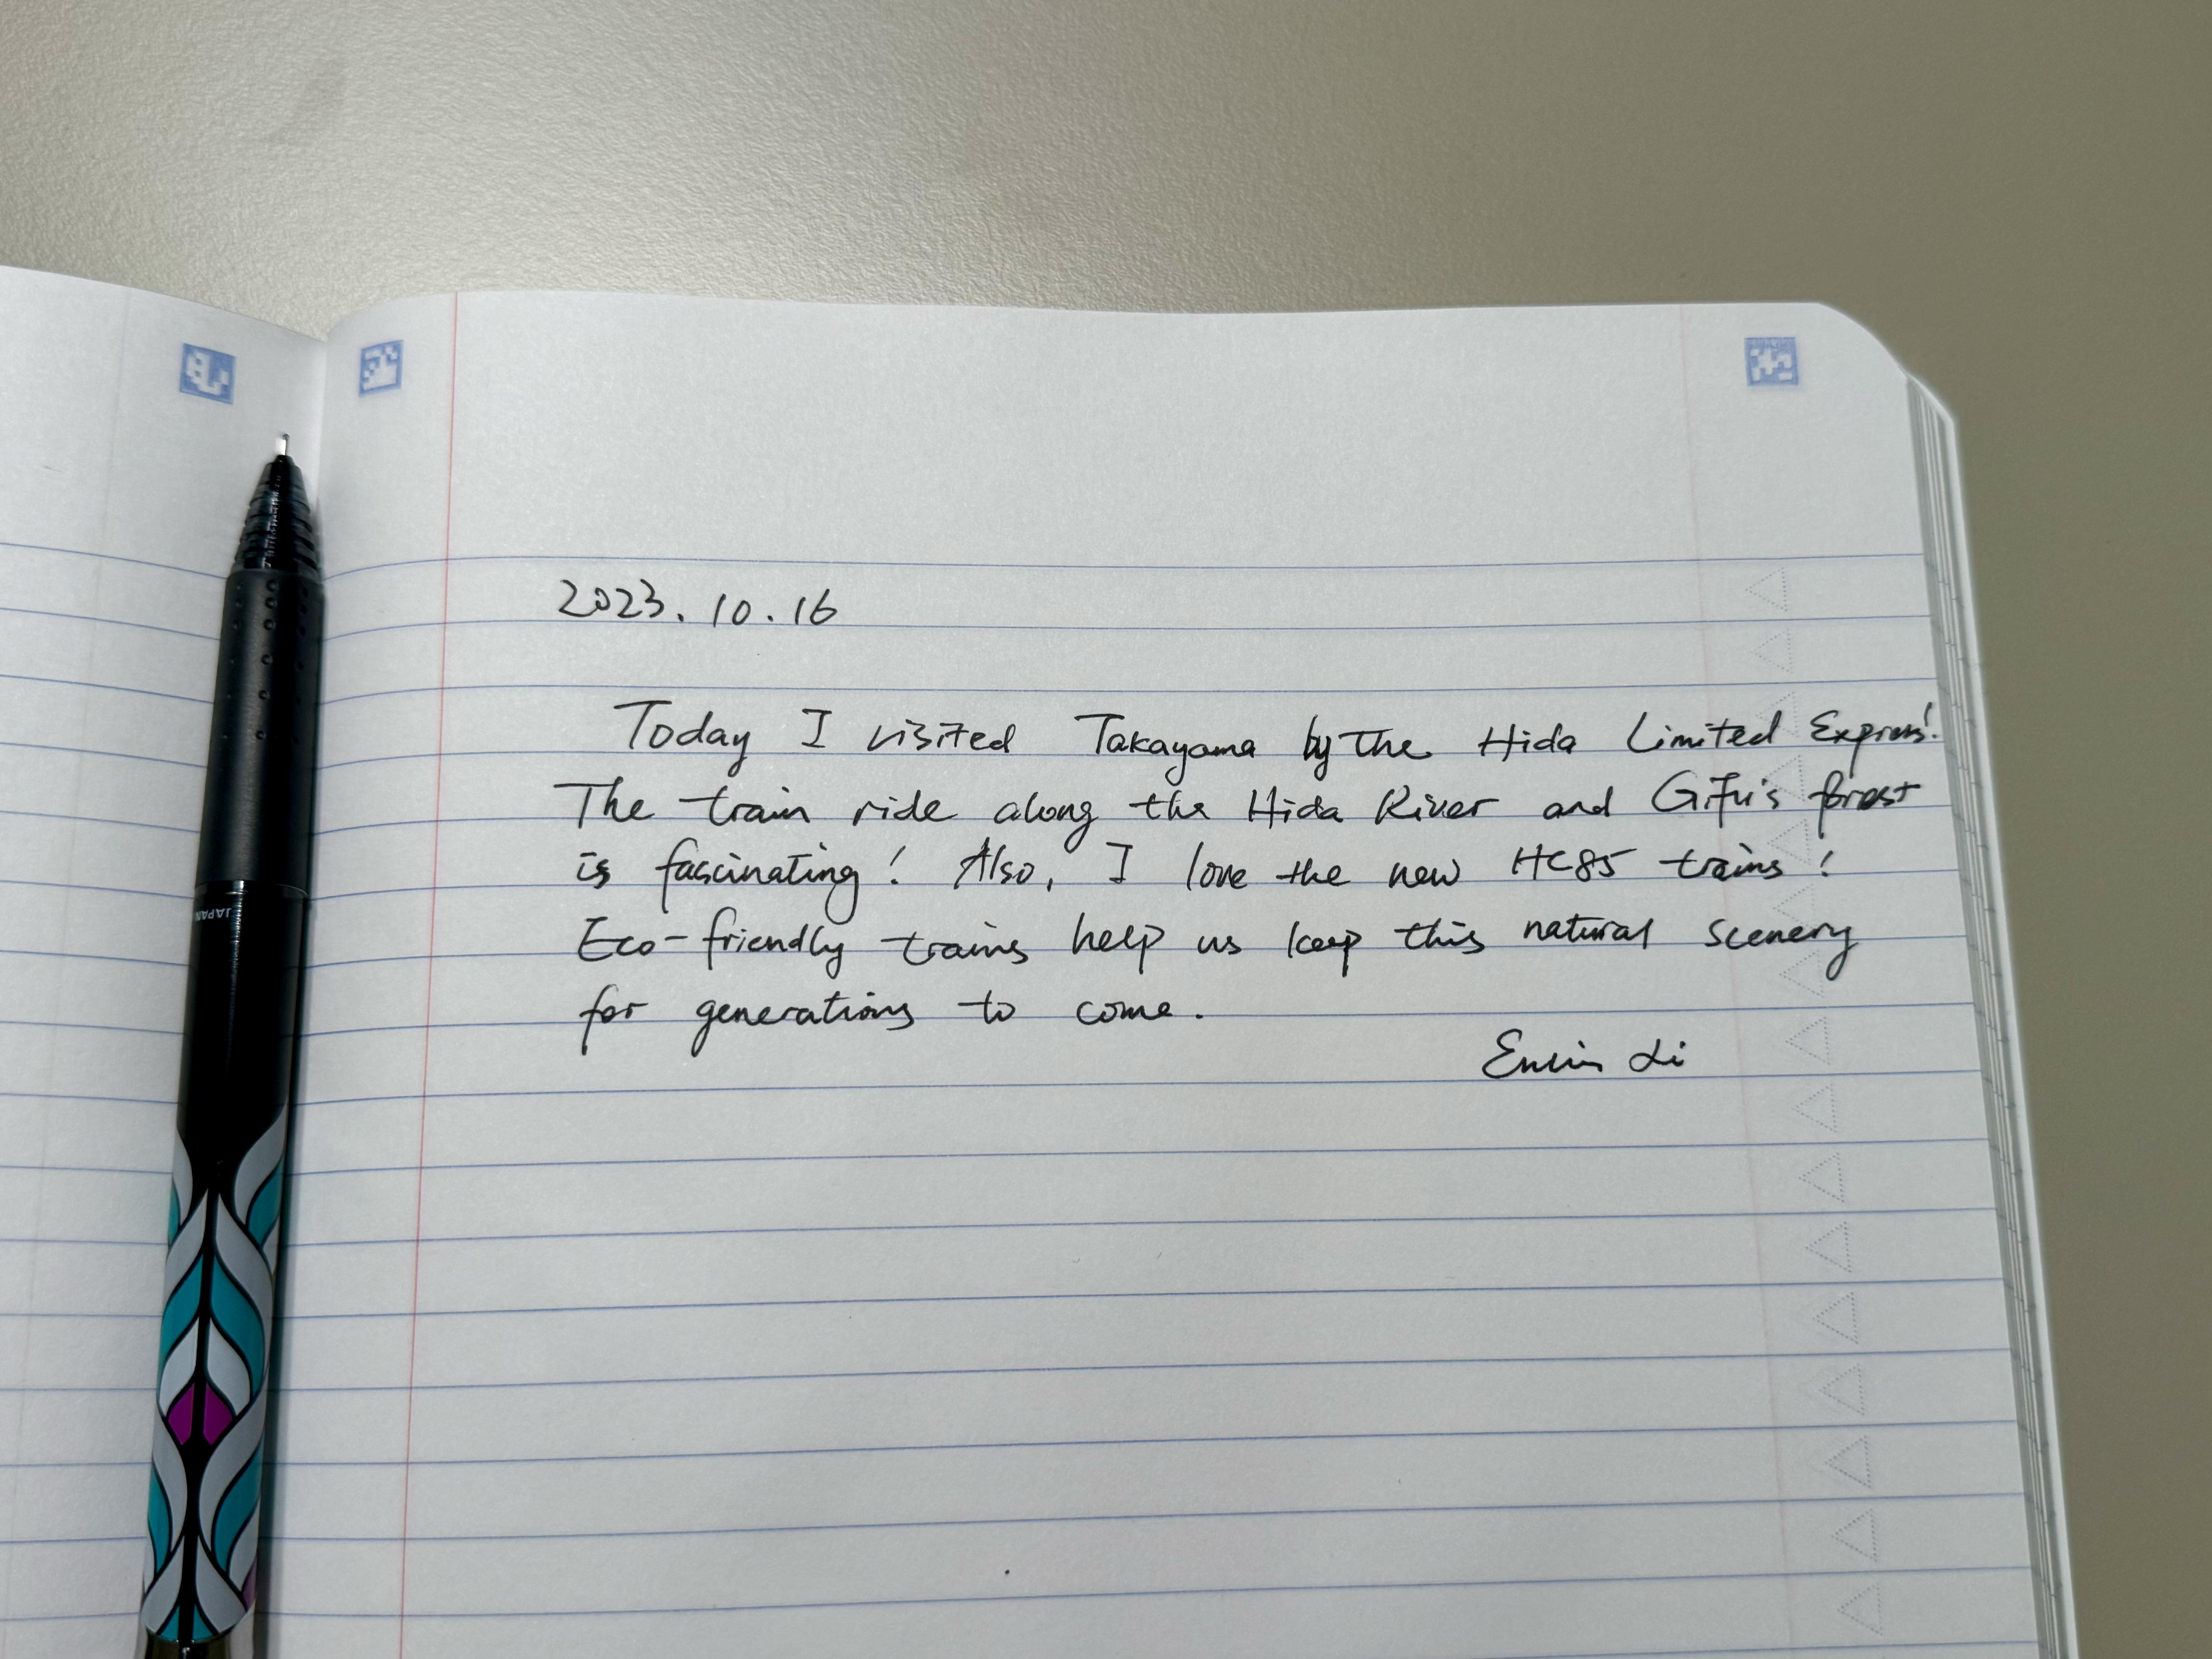 2023.10.16
Today I visited Takayama by the Hida Limited Express!
The train ride along the Hida River and Gifu's forest
is fascinating! Also, I love the new HC85 trains!
Eco-friendly trains help us keep this natural scenery
for generations to come.
Li
JAPAN